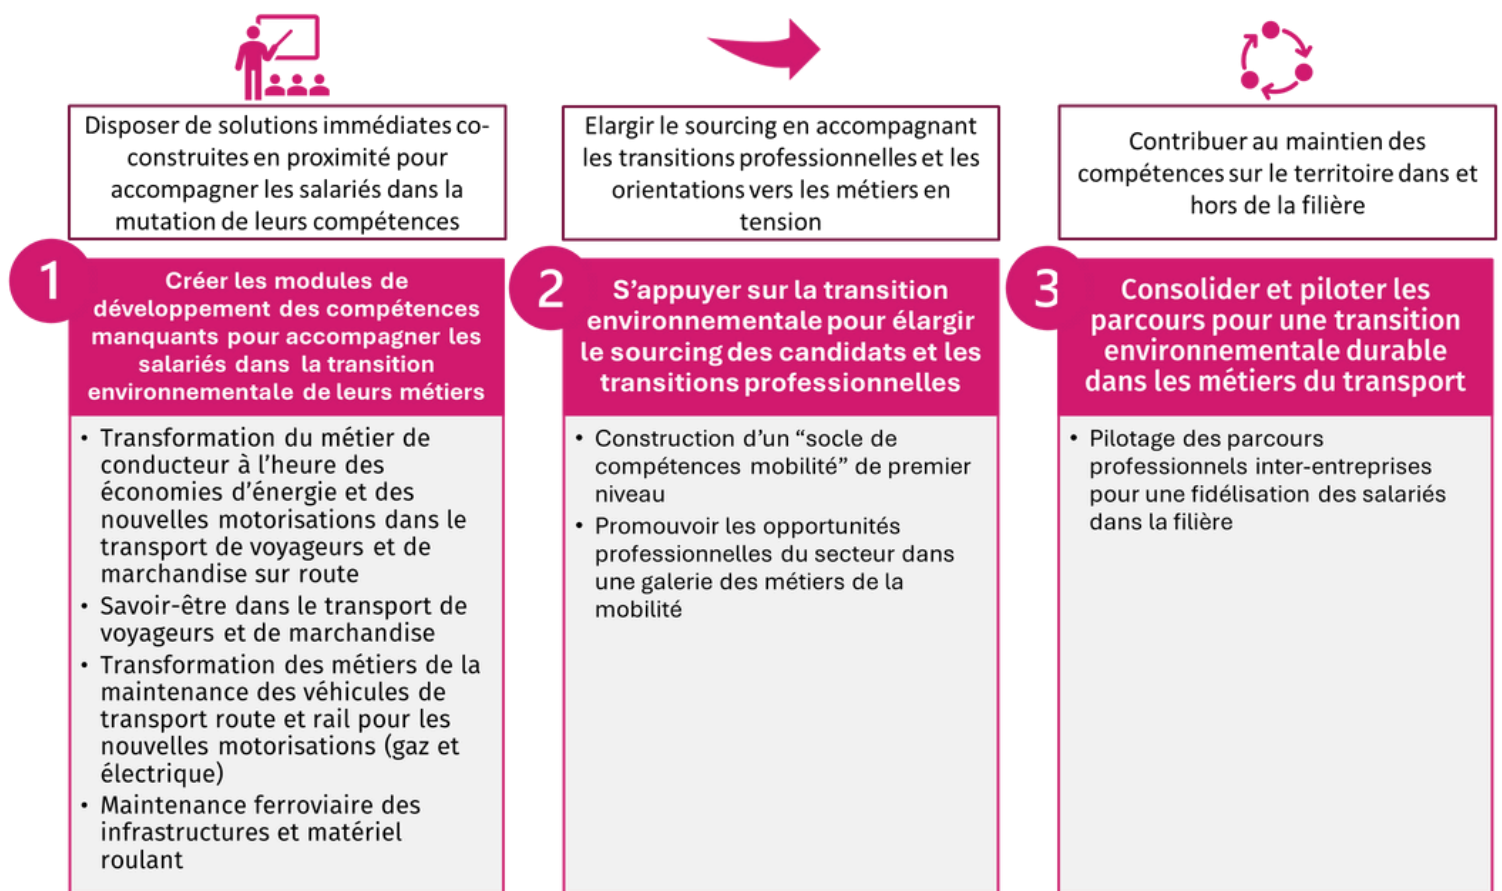 Disposer de solutions immédiates co-
construites en proximité pour
accompagner les salariés dans la
mutation de leurs compétences
Elargir le sourcing en accompagnant
les transitions professionnelles et les
orientations vers les métiers en
tension
Contribuer au maintien des
compétences sur le territoire dans et
hors de la filière
1
Créer les modules de
développement des compétences
manquants pour accompagner les
salariés dans la transition
environnementale de leurs métiers
• Transformation du métier de
conducteur à l’heure des
économies d’énergie et des
nouvelles motorisations dans le
transport de voyageurs et de
marchandise sur route
• Savoir-être dans le transport de
voyageurs et de marchandise
• Transformation des métiers de la
maintenance des véhicules de
transport route et rail pour les
nouvelles motorisations (gaz et
électrique)
• Maintenance ferroviaire des
infrastructures et matériel
roulant
2
S’appuyer sur la transition
environnementale pour élargir
le sourcing des candidats et les
transitions professionnelles
• Construction d’un “socle de
compétences mobilité” de premier
niveau
• Promouvoir les opportunités
professionnelles du secteur dans
une galerie des métiers de la
mobilité
3
Consolider et piloter les
parcours pour une transition
environnementale durable
dans les métiers du transport
• Pilotage des parcours
professionnels inter-entreprises
pour une fidélisation des salariés
dans la filière